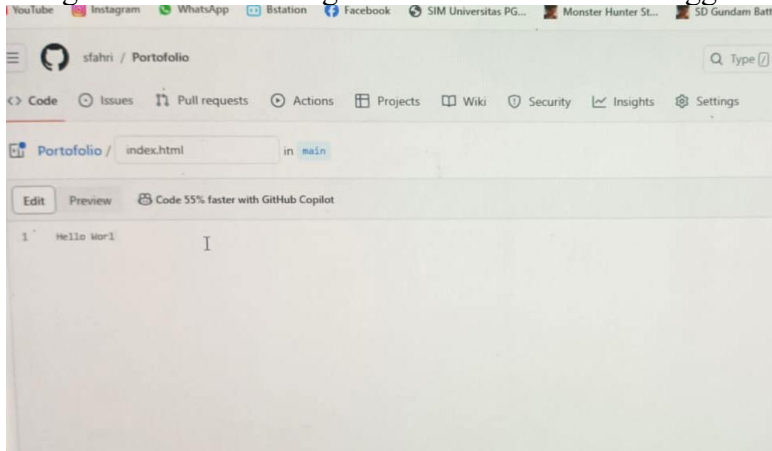 YouTube Instagram WhatsApp Bstation Facebook SIM Universitas PG... Monster Hunter St... SD Gundam Batt
sfahri / Portofolio Type /
<> Code Issues Pull requests Actions Projects Wiki Security Insights Settings
Portofolio / index.html in main
Edit Preview Code 55% faster with GitHub Copilot
1 Hello Worl